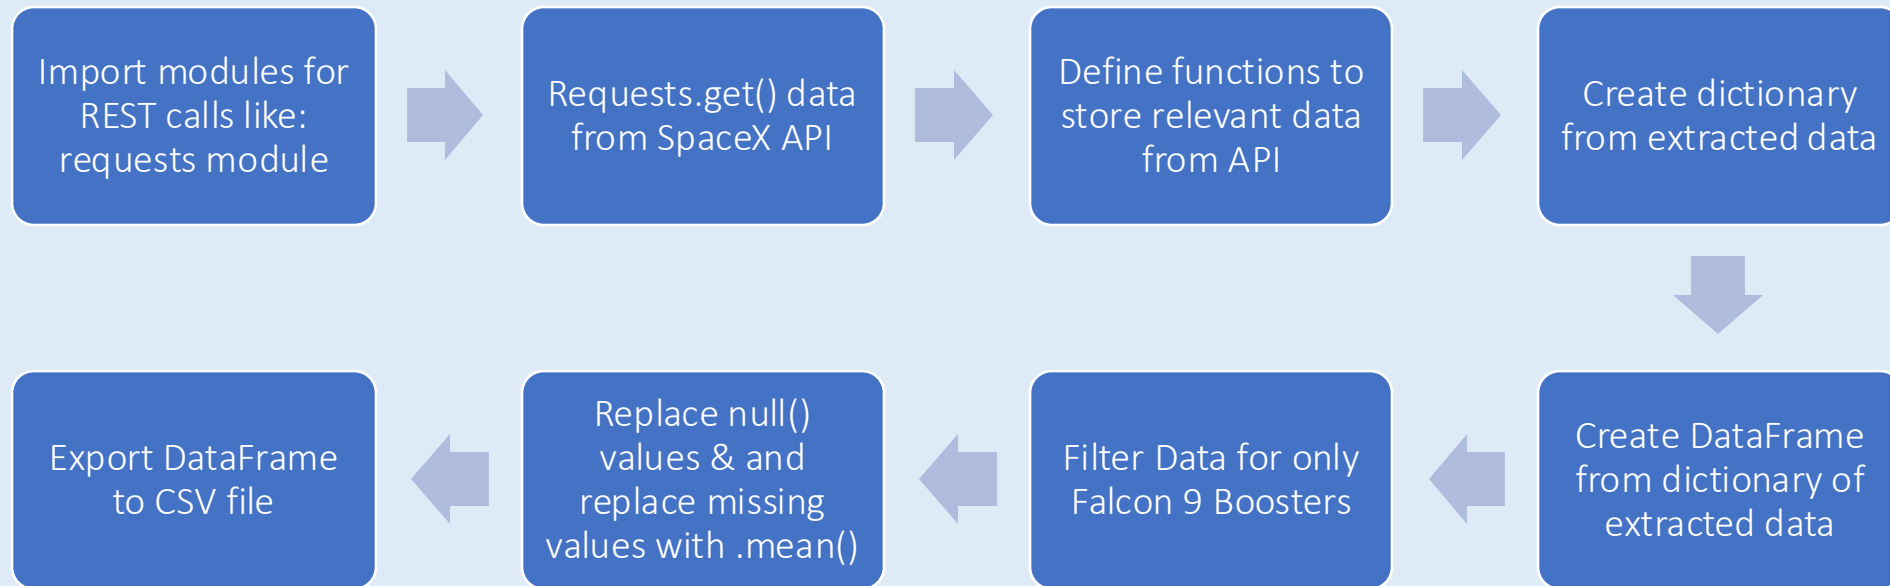 Import modules for
REST calls like:
requests module
Requests.get() data
from SpaceX API
Define functions to
store relevant data
from API
Create dictionary
from extracted data
Create DataFrame
from dictionary of
extracted data
Filter Data for only
Falcon 9 Boosters
Replace null()
values & and
replace missing
values with .mean()
Export DataFrame
to CSV file